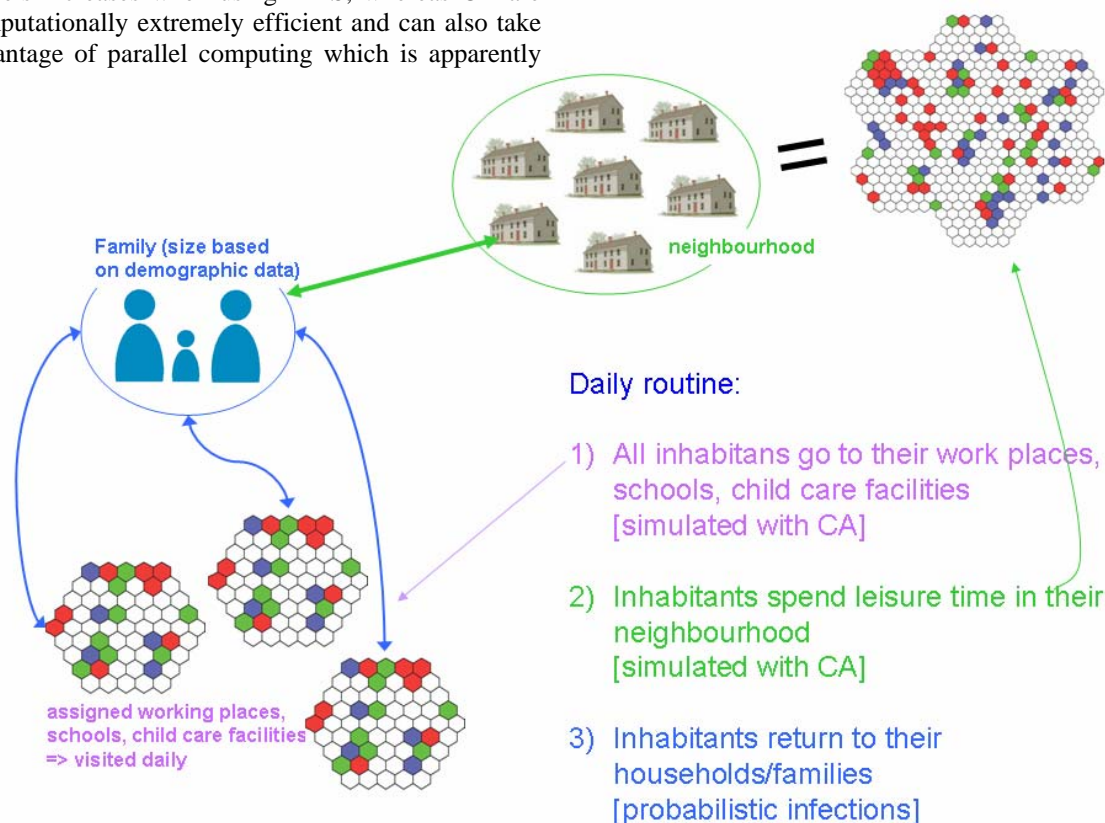 putationally extremely efficient and can also take
antage of parallel computing which is apparently
neighbourhood
=
Family (size based
on demographic data)
Daily routine:
1) All inhabitans go to their work places,
schools, child care facilities
[simulated with CA]
2) Inhabitants spend leisure time in their
neighbourhood
[simulated with CA]
3) Inhabitants return to their
households/families
[probabilistic infections]
assigned working places,
schools, child care facilities
=> visited daily